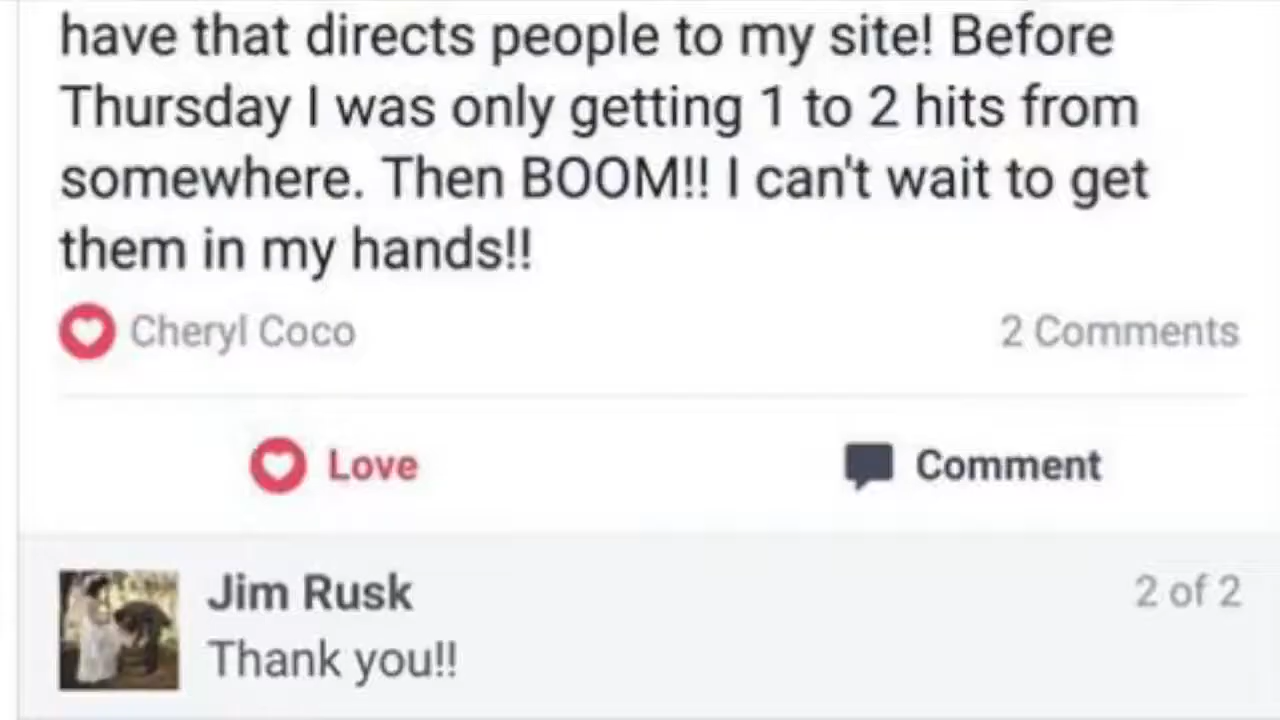 have that directs people to my site! Before
Thursday I was only getting 1 to 2 hits from
somewhere. Then BOOM!! I can't wait to get
them in my hands!!
Cheryl Coco
2 Comments
Love
Comment
Jim Rusk
2 of 2
Thank you!!